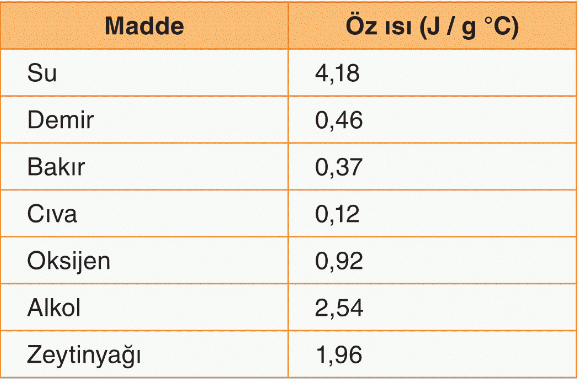 Madde Öz ısı (J / g °C)
Su 4,18
Demir 0,46
Bakır 0,37
Cıva 0,12
Oksijen 0,92
Alkol 2,54
Zeytinyağı 1,96